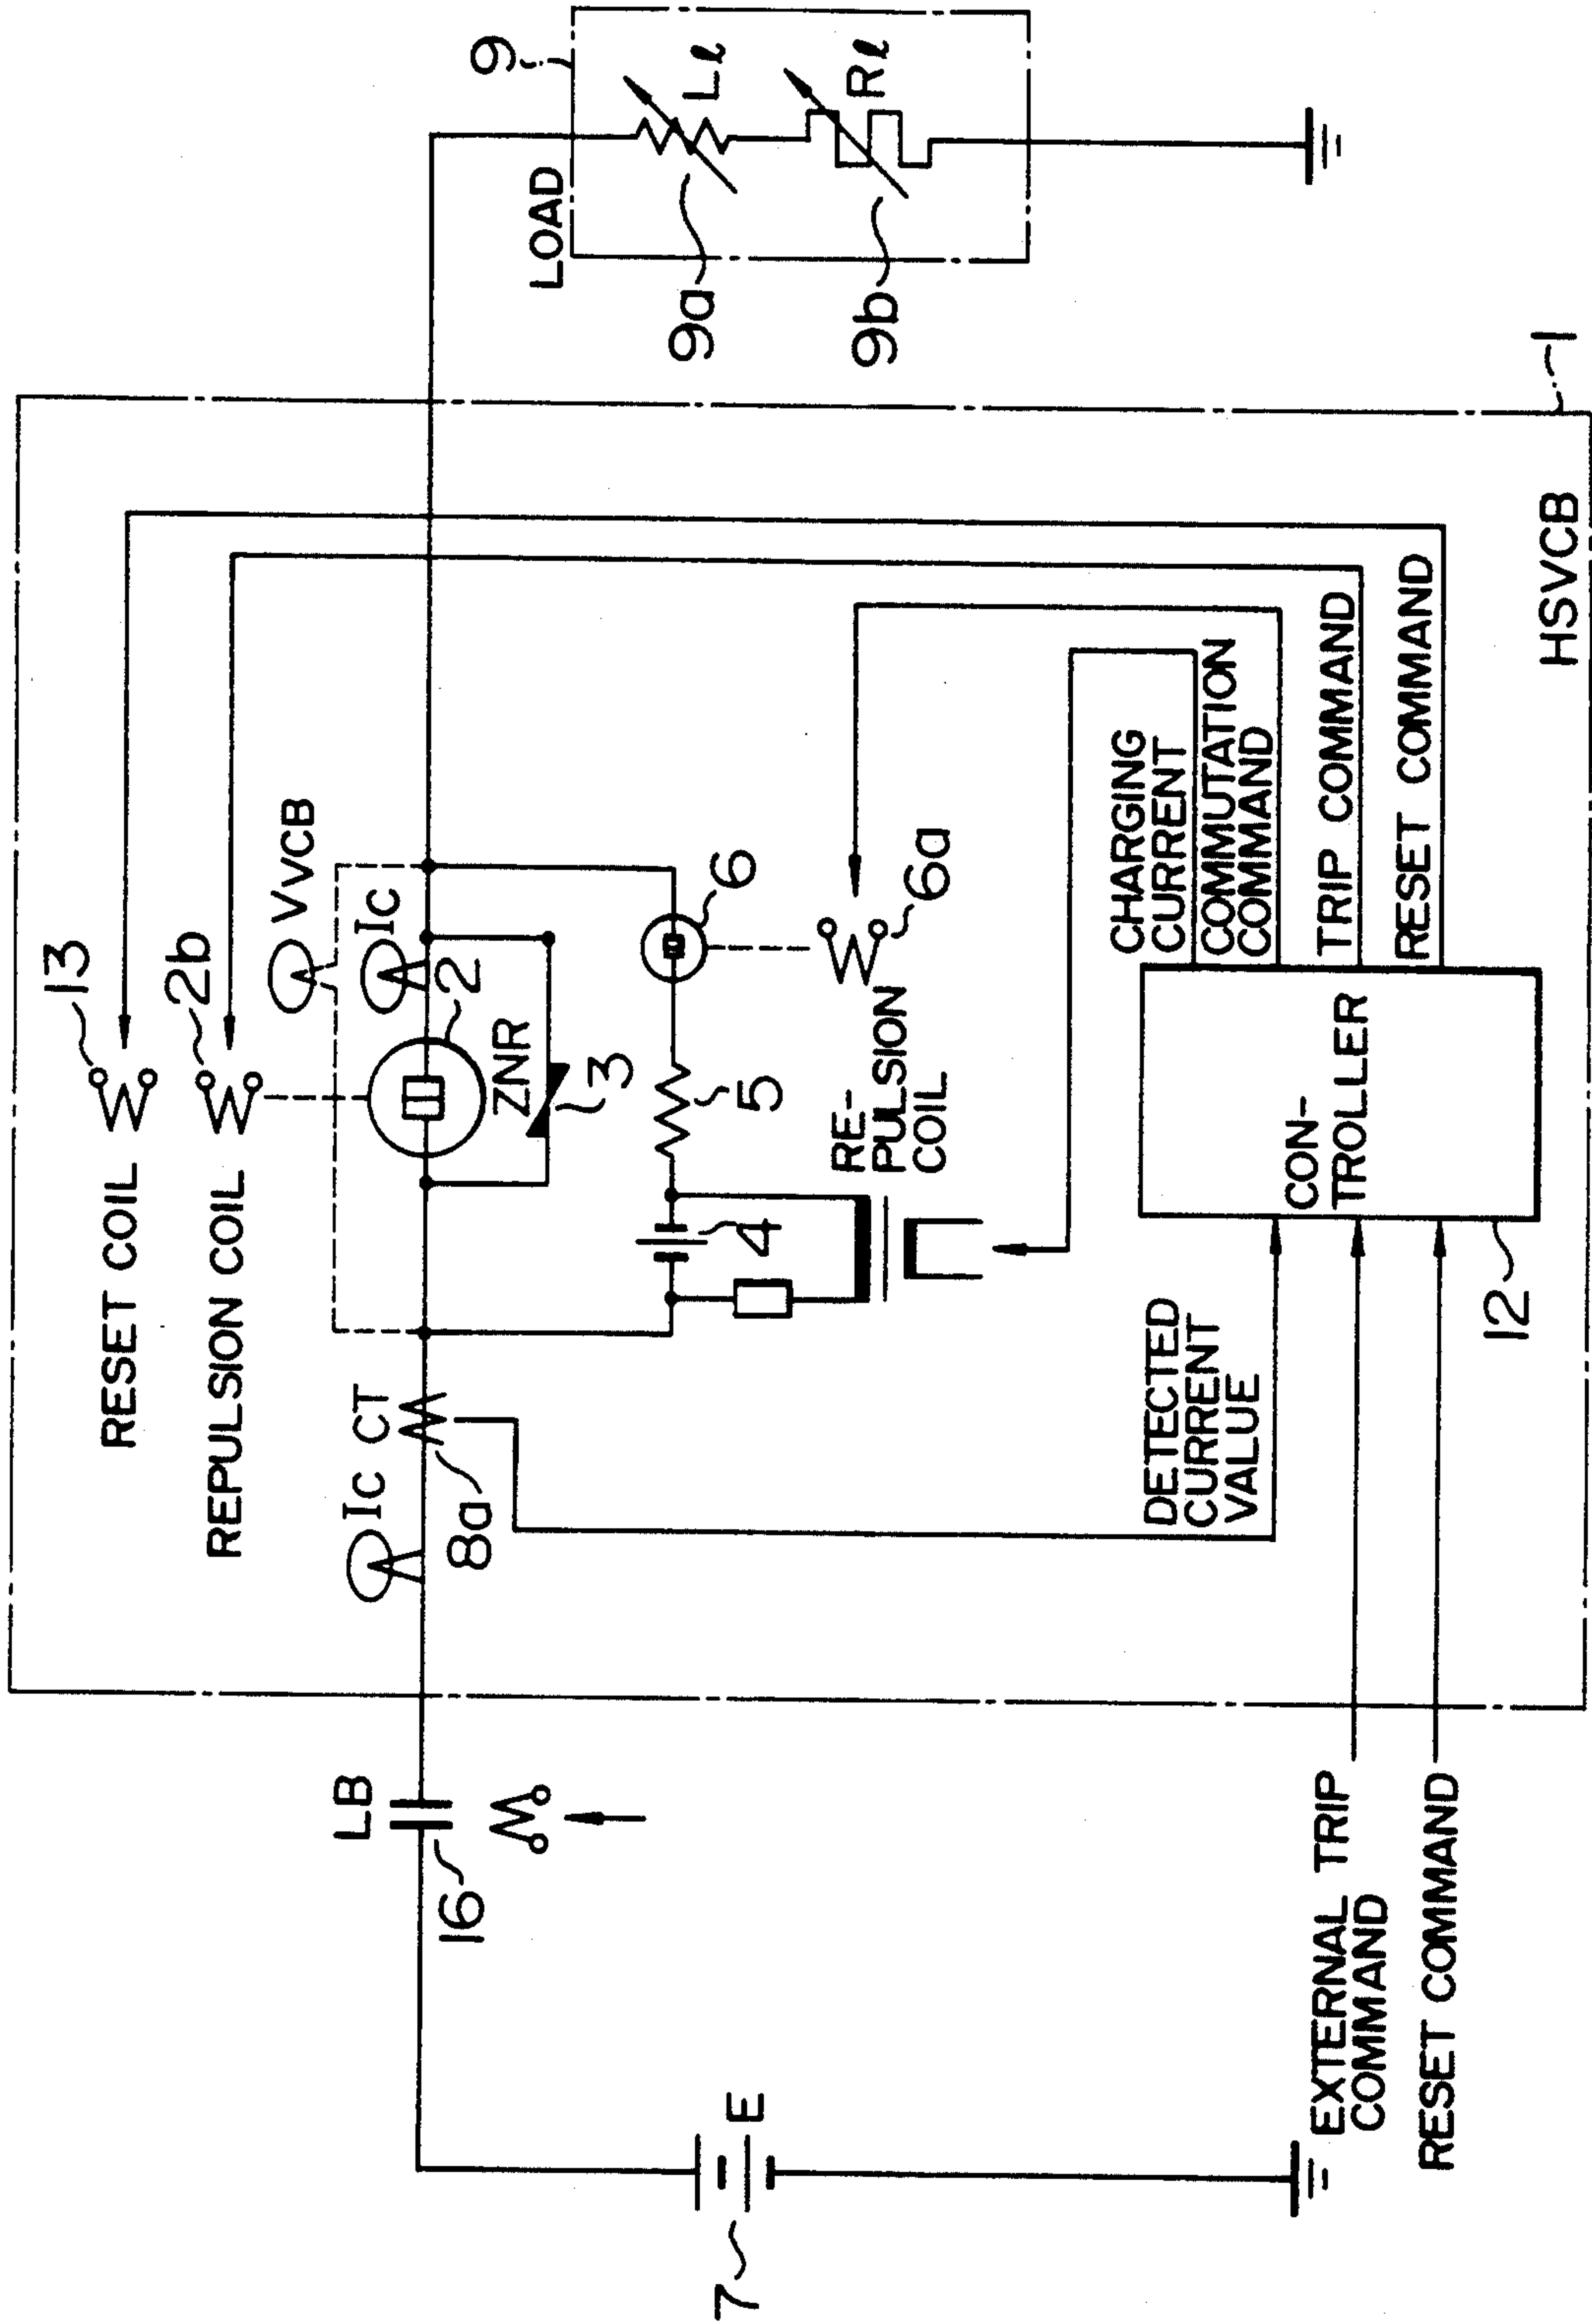 RESET COIL
13
REPULSION COIL
2b
VVCB
IC
IC
CT
8a
2
ZNR
3
4
5
6
RE-
PULSION
COIL
6a
LB
16
E
7
LOAD
9
9a
Lℓ
9b
Rℓ
CHARGING
CURRENT
COMMUTATION
COMMAND
TRIP COMMAND
RESET COMMAND
DETECTED
CURRENT
VALUE
CON-
TROLLER
12
EXTERNAL TRIP
COMMAND
RESET COMMAND
HSVCB
1